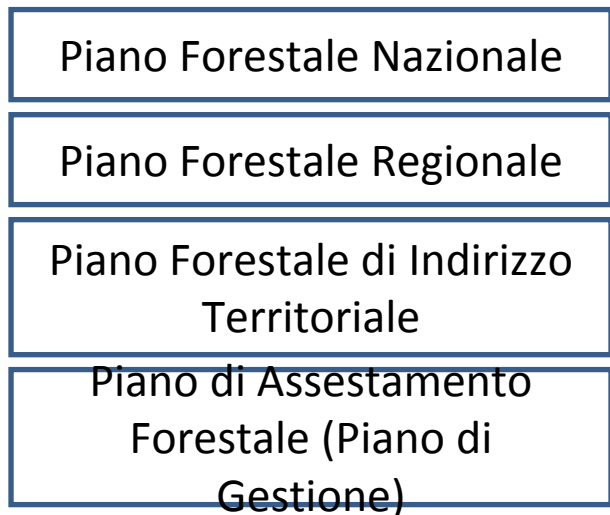 Piano Forestale Nazionale
Piano Forestale Regionale
Piano Forestale di Indirizzo
Territoriale
Piano di Assestamento
Forestale (Piano di
Gestione)